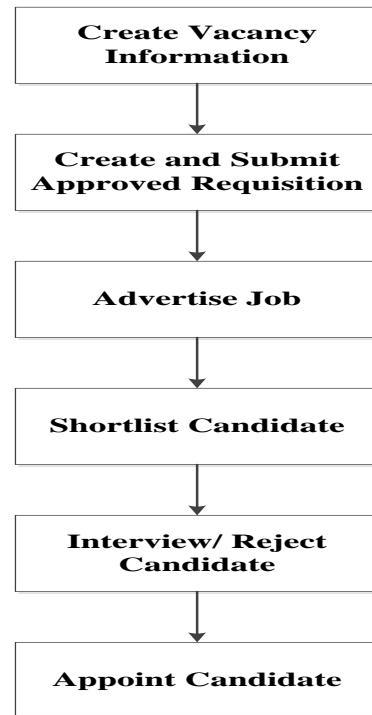 Create Vacancy
Information
Create and Submit
Approved Requisition
Advertise Job
Shortlist Candidate
Interview/ Reject
Candidate
Appoint Candidate